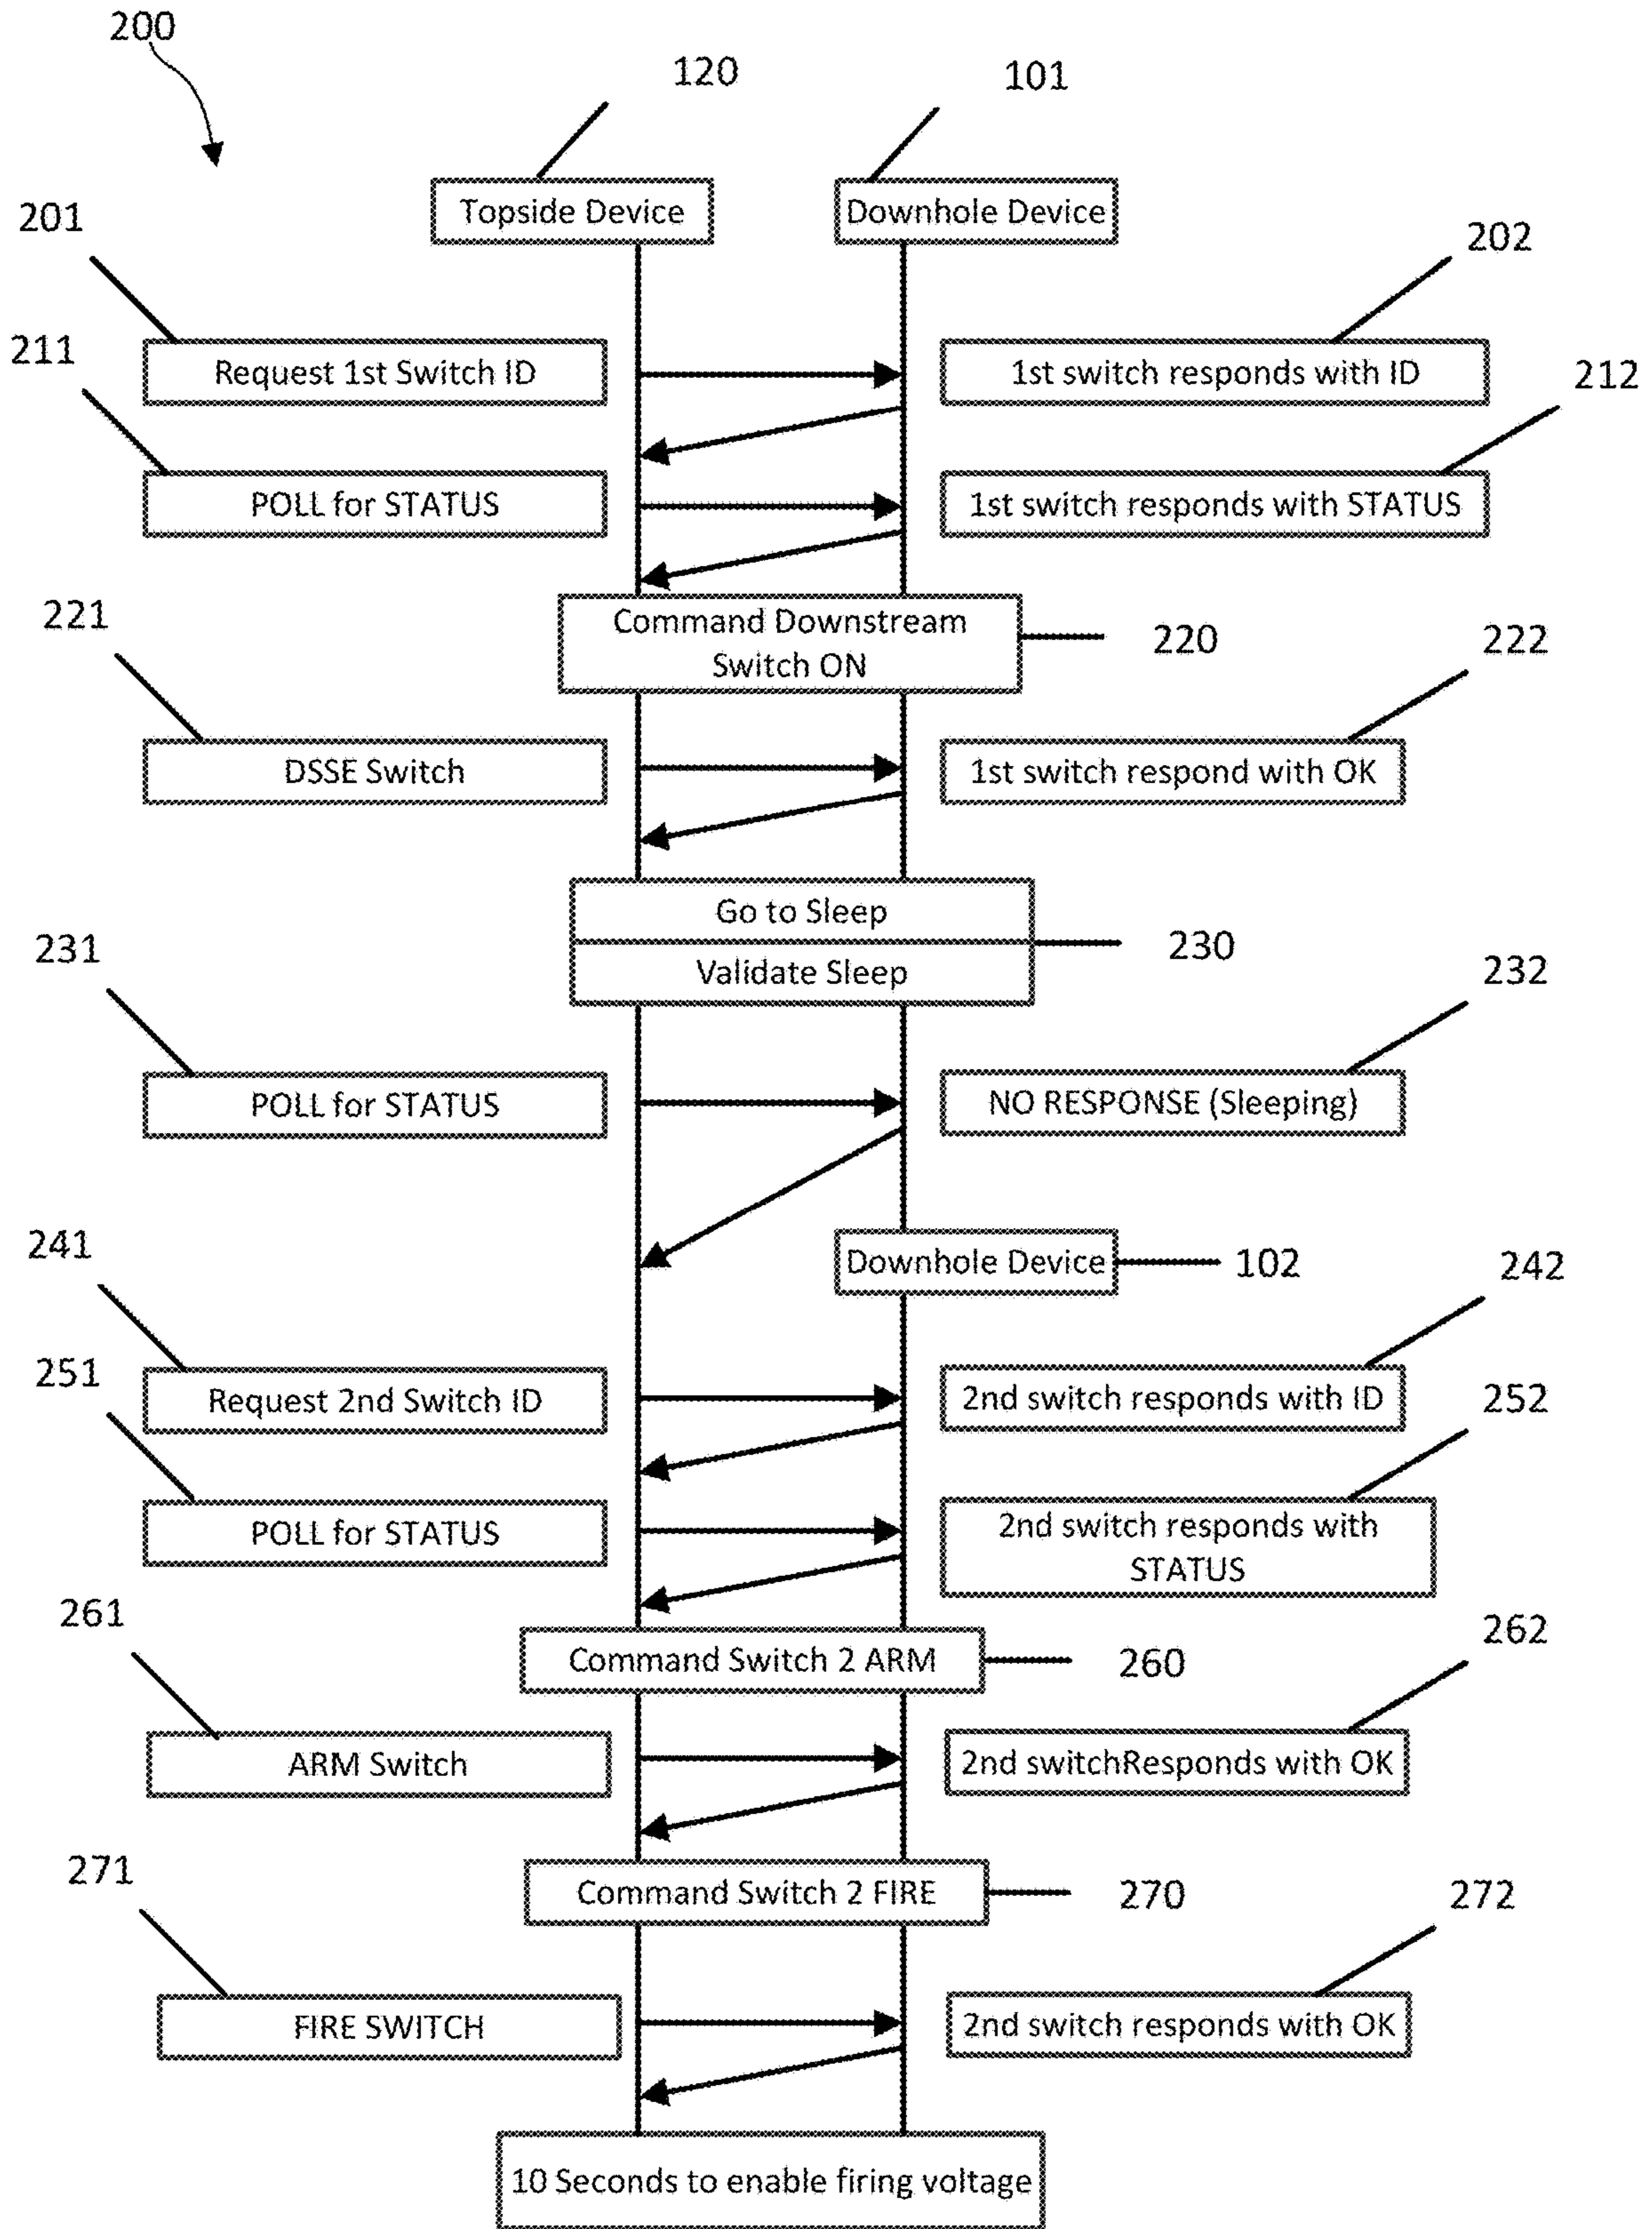 200
120
101
Topside Device
Downhole Device
201
202
Request 1st Switch ID
1st switch responds with ID
211
212
POLL for STATUS
1st switch responds with STATUS
Command Downstream
Switch ON
220
221
222
DSSE Switch
1st switch respond with OK
Go to Sleep
Validate Sleep
230
231
232
POLL for STATUS
NO RESPONSE (Sleeping)
Downhole Device
102
241
242
Request 2nd Switch ID
2nd switch responds with ID
251
252
POLL for STATUS
2nd switch responds with
STATUS
Command Switch 2 ARM
260
261
262
ARM Switch
2nd switchResponds with OK
Command Switch 2 FIRE
270
271
272
FIRE SWITCH
2nd switch responds with OK
10 Seconds to enable firing voltage